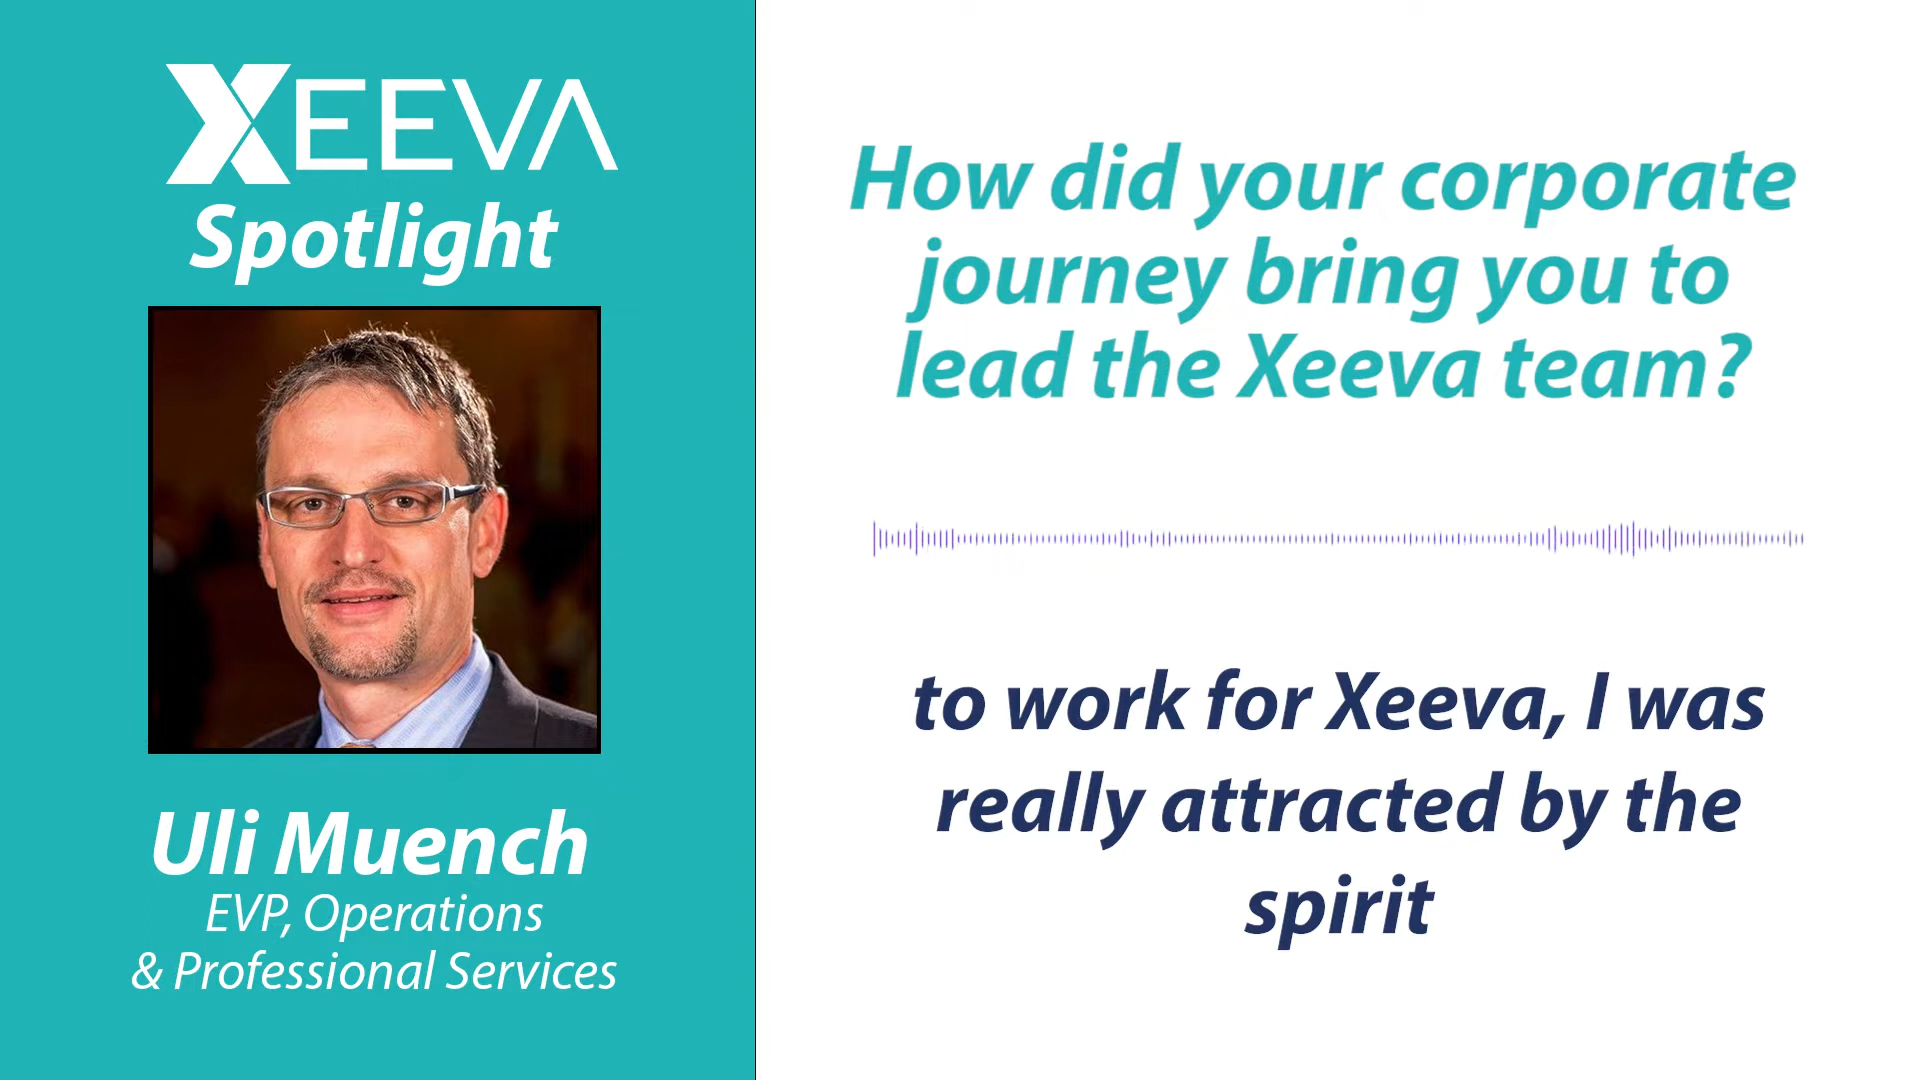 XEEVA
Spotlight
Uli Muench
EVP, Operations
& Professional Services
How did your corporate
journey bring you to
lead the Xeeva team?
to work for Xeeva, I was
really attracted by the
spirit